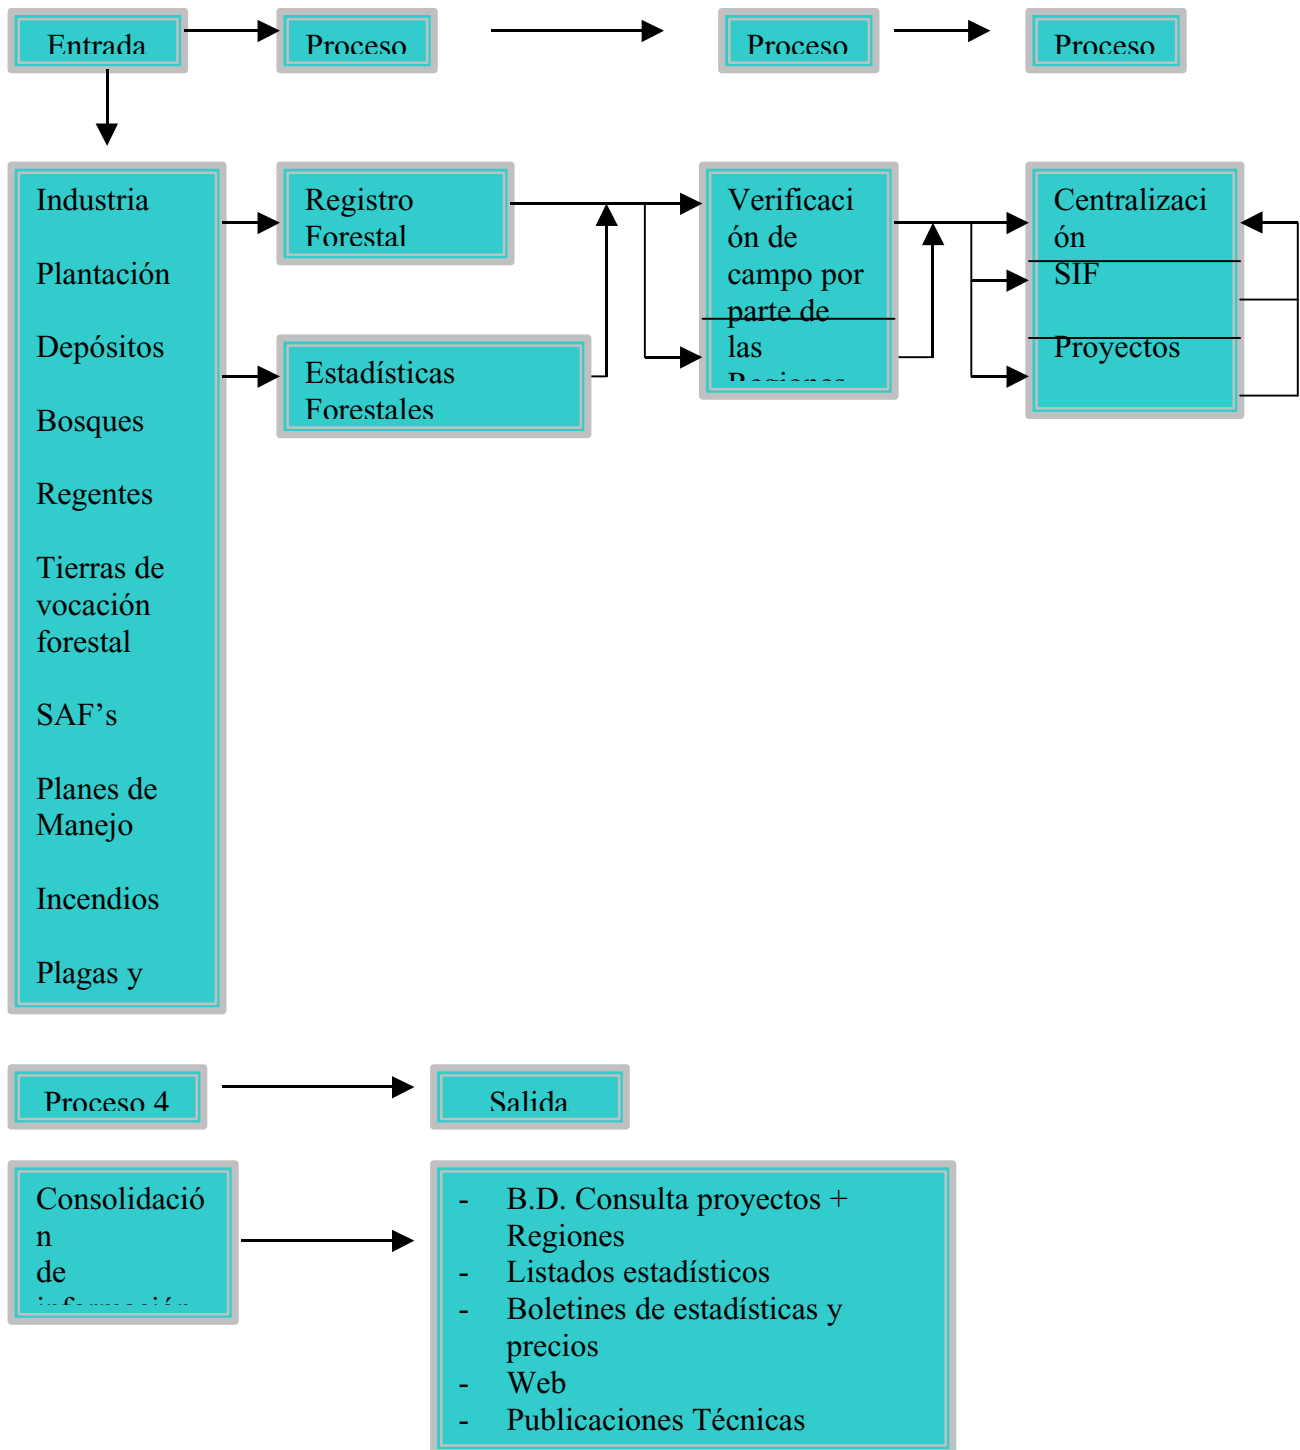 Entrada
Proceso
Proceso
Proceso
Industria
Plantación
Depósitos
Bosques
Regentes
Tierras de
vocación
forestal
SAF’s
Planes de
Manejo
Incendios
Plagas y
Registro
Forestal
Estadísticas
Forestales
Verificaci
ón de
campo por
parte de
las
Regiones
Centralizaci
ón
SIF
Proyectos
Proceso 4
Salida
Consolidació
n
de
información
- B.D. Consulta proyectos +
Regiones
- Listados estadísticos
- Boletines de estadísticas y
precios
- Web
- Publicaciones Técnicas